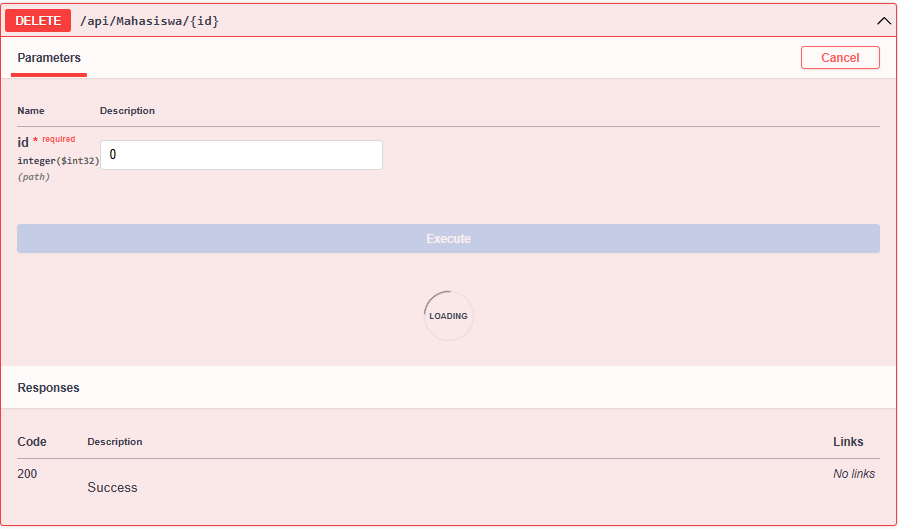 DELETE /api/Mahasiswa/{id}
Parameters Cancel
Name Description
id * required
integer($int32)
(path)
0
Execute
LOADING
Responses
Code Description Links
200 Success No links